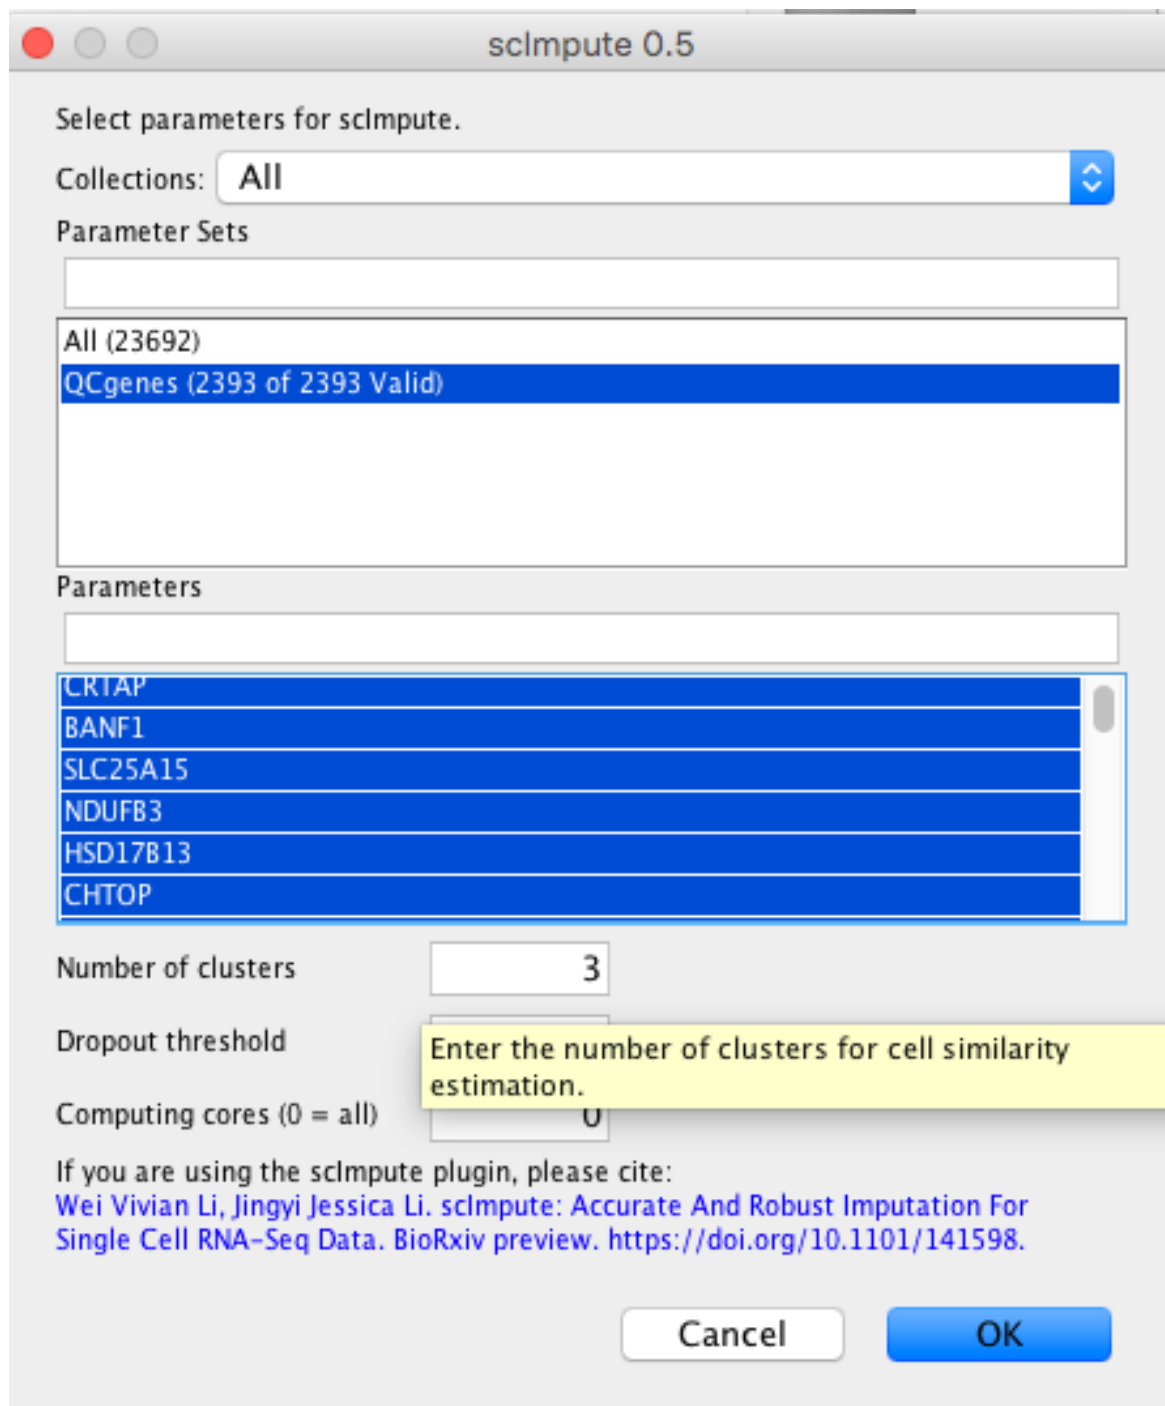 scImpute 0.5
Select parameters for scImpute.
Collections: All
Parameter Sets
All (23692)
QCgenes (2393 of 2393 Valid)
Parameters
CRTAP
BANF1
SLC25A15
NDUFB3
HSD17B13
CHTOP
Number of clusters 3
Dropout threshold
Enter the number of clusters for cell similarity
estimation.
Computing cores (0 = all) 0
If you are using the scImpute plugin, please cite:
Wei Vivian Li, Jingyi Jessica Li. scImpute: Accurate And Robust Imputation For
Single Cell RNA-Seq Data. BioRxiv preview. https://doi.org/10.1101/141598.
Cancel OK